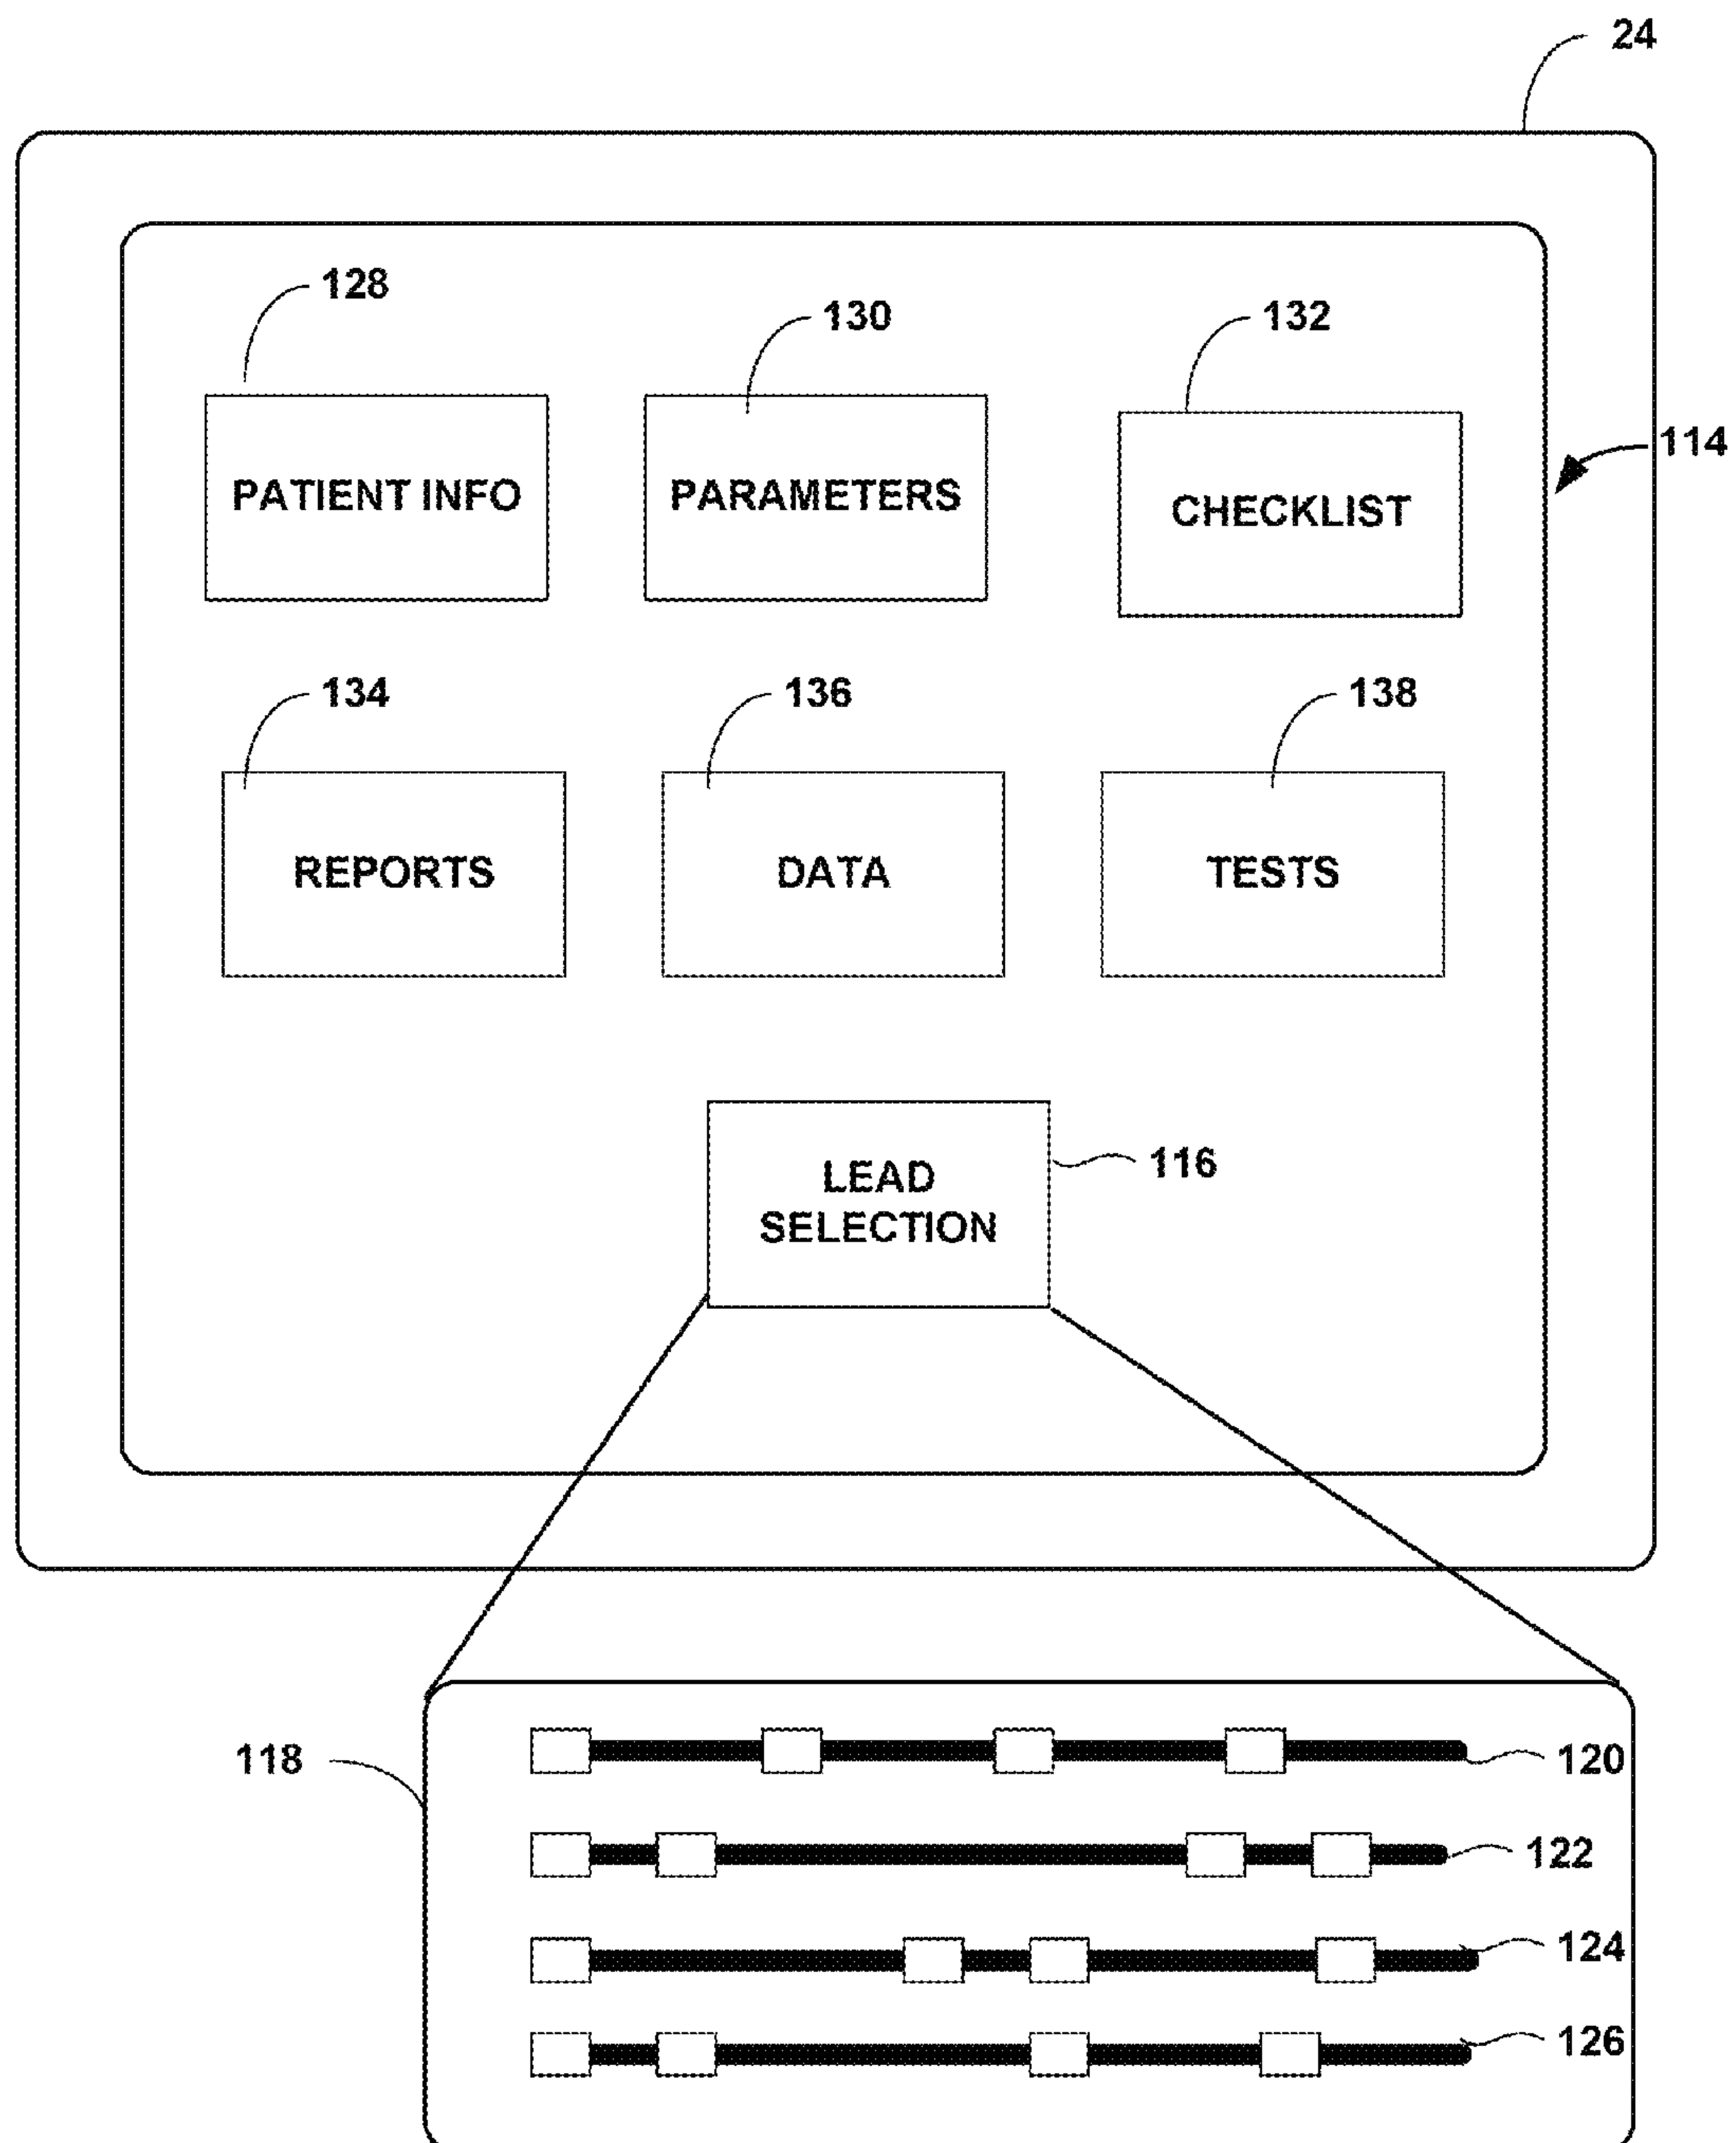 24
128
130
132
114
PATIENT INFO
PARAMETERS
CHECKLIST
134
136
138
REPORTS
DATA
TESTS
LEAD
SELECTION
116
118
120
122
124
126